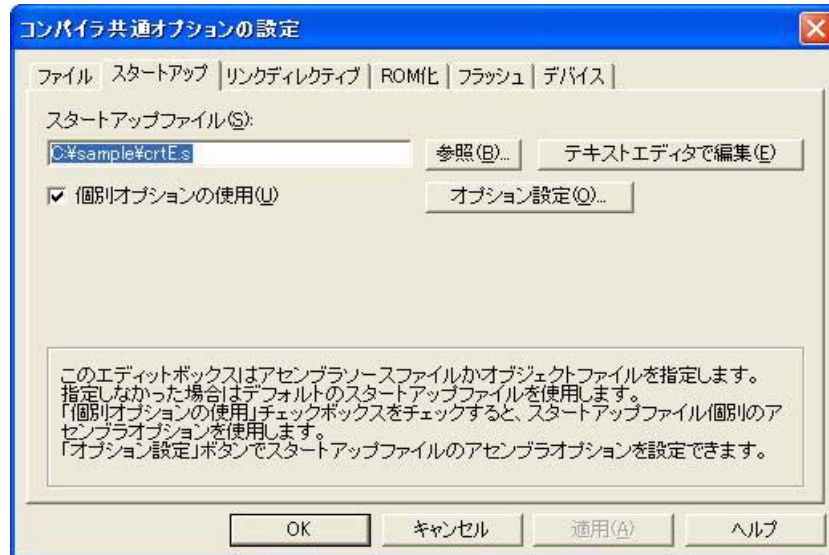 コンパイラ共通オプションの設定
ファイル スタートアップ リンクディレクティブ ROM化 フラッシュ デバイス
スタートアップファイル(S):
C:¥sample¥crtE.s 参照(B)... テキストエディタで編集(E)
個別オプションの使用(U) オプション設定(O)...
このエディットボックスはアセンブラソースファイルかオブジェクトファイルを指定します。
指定しなかった場合はデフォルトのスタートアップファイルを使用します。
「個別オプションの使用」チェックボックスをチェックすると、スタートアップファイル個別のア
センブラオプションを使用します。
「オプション設定」ボタンでスタートアップファイルのアセンブラオプションを設定できます。
OK キャンセル 適用(A) ヘルプ